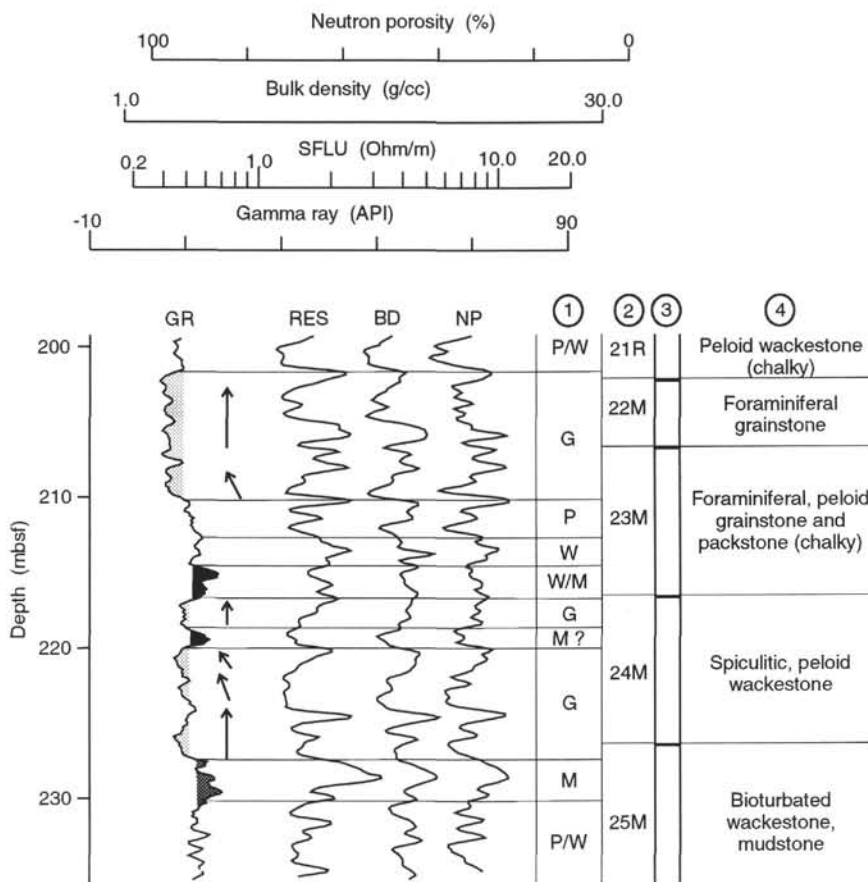 Neutron porosity (%)
100 0
Bulk density (g/cc)
1.0 30.0
SFLU (Ohm/m)
0.2 1.0 10.0 20.0
Gamma ray (API)
-10 90
GR RES BD NP 1 2 3 4
200
210
220
230
Depth (mbsf)
P/W
G
P
W
W/M
G
M ?
G
M
P/W
21R
22M
23M
24M
25M
Peloid wackestone
(chalky)
Foraminiferal
grainstone
Foraminiferal, peloid
grainstone and
packstone (chalky)
Spiculitic, peloid
wackestone
Bioturbated
wackestone,
mudstone